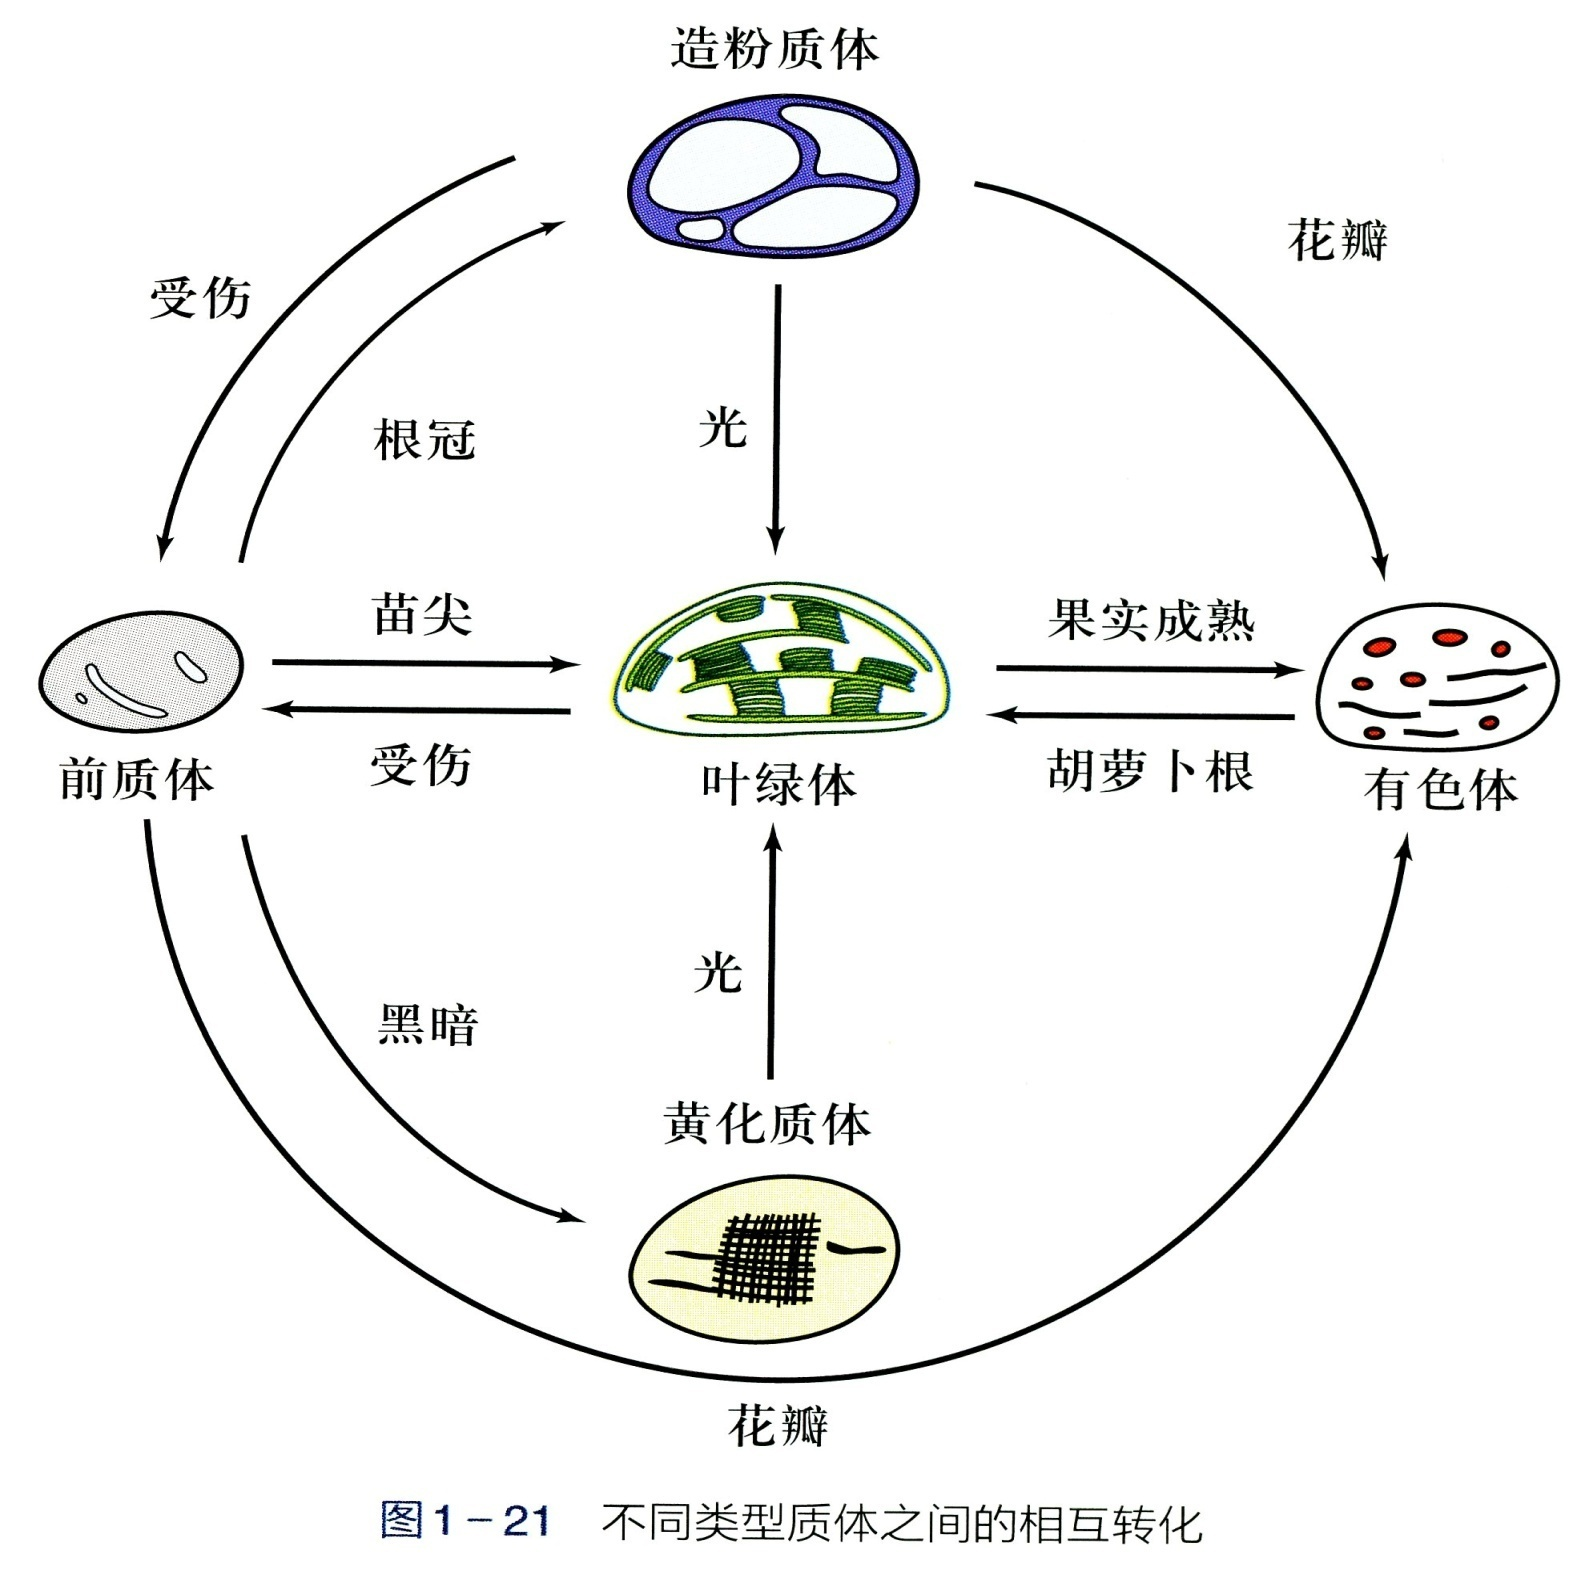 造粉质体
花瓣
受伤
根冠
光
苗尖
果实成熟
受伤
胡萝卜根
前质体
叶绿体
有色体
光
黑暗
黄化质体
花瓣
图1-21 不同类型质体之间的相互转化